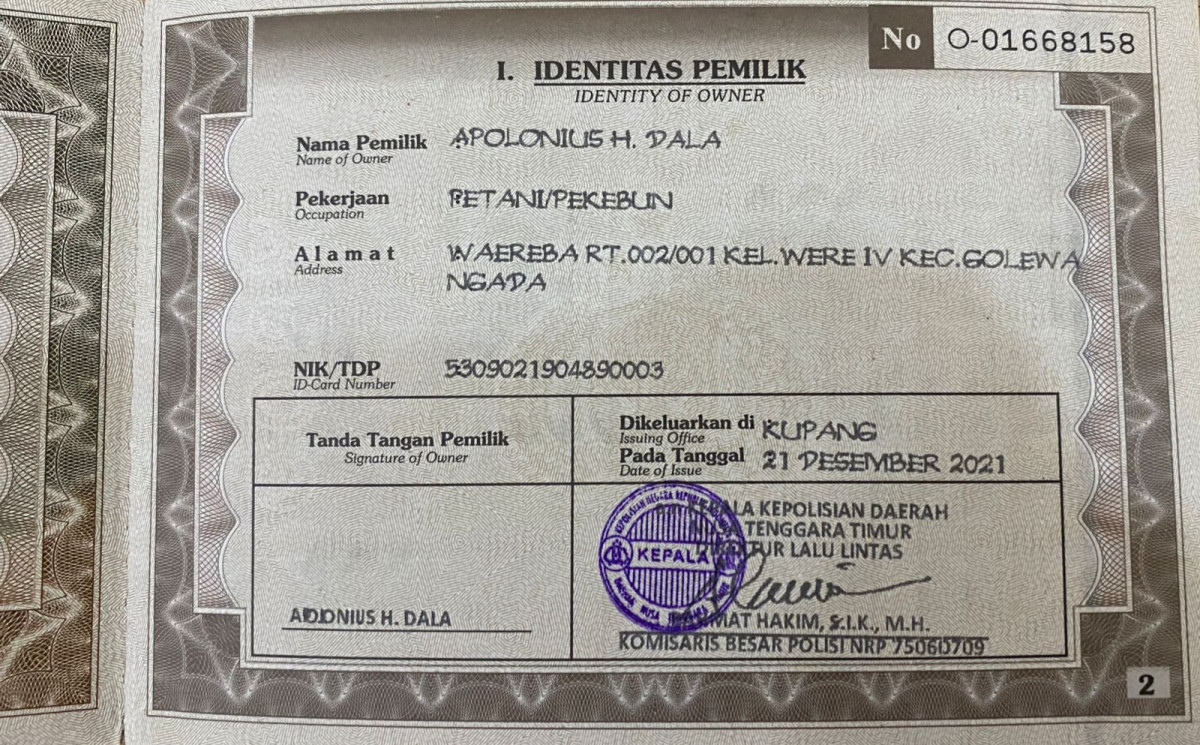 No O-01668158
I. IDENTITAS PEMILIK
IDENTITY OF OWNER
Nama Pemilik APOLONIUS H. DALA
Name of Owner
Pekerjaan PETANI/PEKEBUN
Occupation
Alamat WAEREBA RT.002/001 KEL.WERE IV KEC.GOLEWA
Address
NGADA
NIK/TDP 5309021904890003
ID-Card Number
Tanda Tangan Pemilik
Signature of Owner
Dikeluarkan di KUPANG
Issuing Office
Pada Tanggal 21 DESEMBER 2021
Date of Issue
KEPALA KEPOLISIAN DAERAH
TENGGARA TIMUR
LALU LINTAS
KEPALA
H. DALA
HAKIM, S.I.K., M.H.
KOMISARIS BESAR POLISI NRP 75060709
2